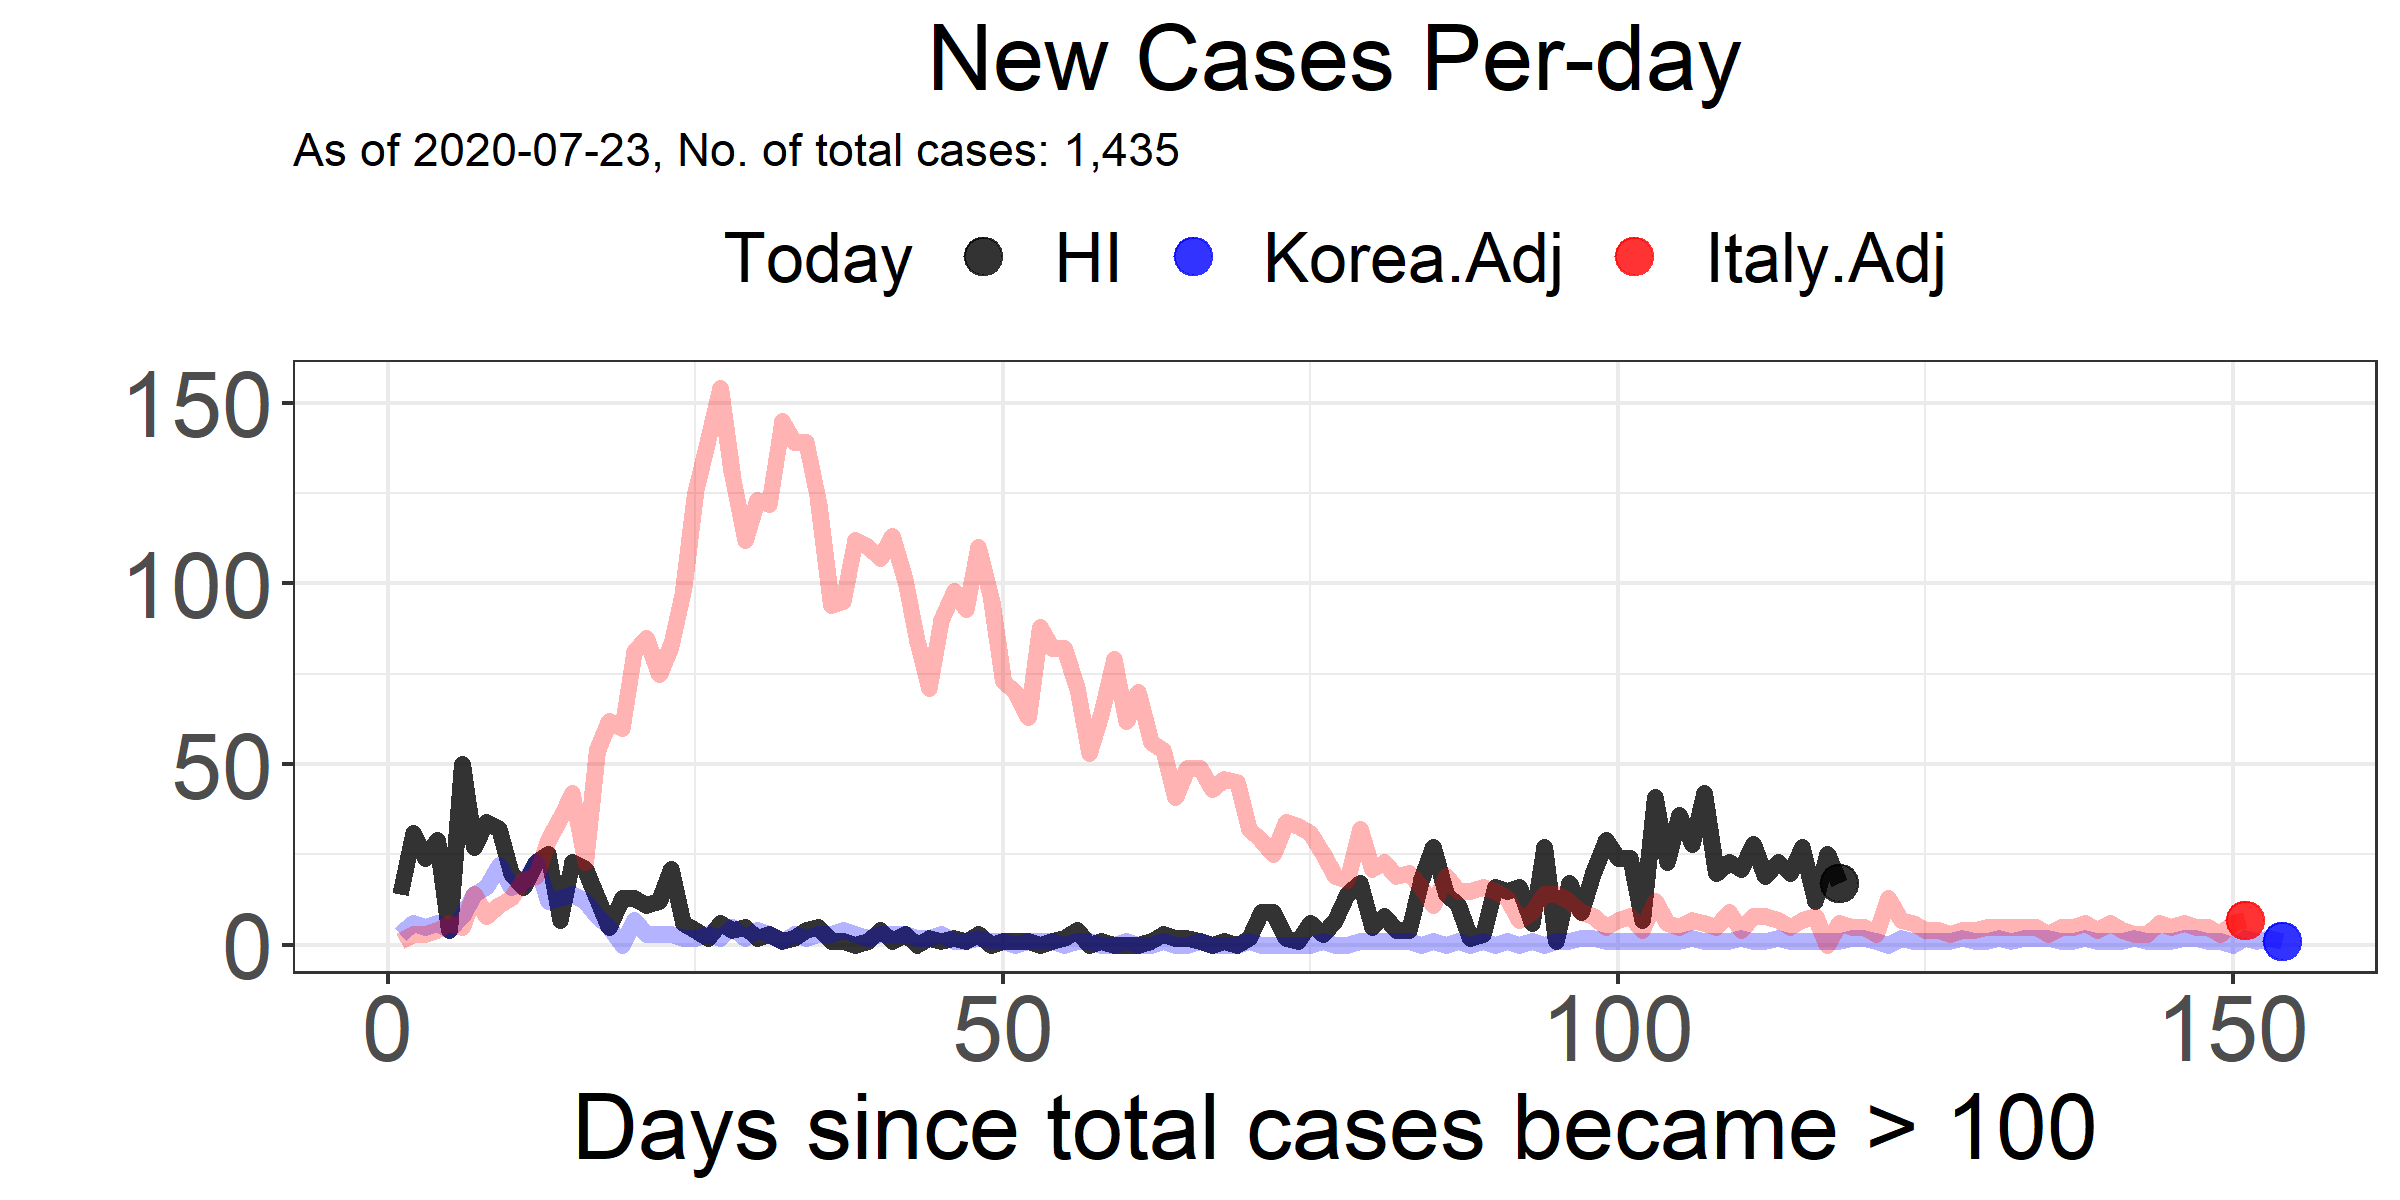 New Cases Per-day
As of 2020-07-23, No. of total cases: 1,435
Today HI Korea.Adj Italy.Adj
150
100
50
0
0 50 100 150
Days since total cases became > 100